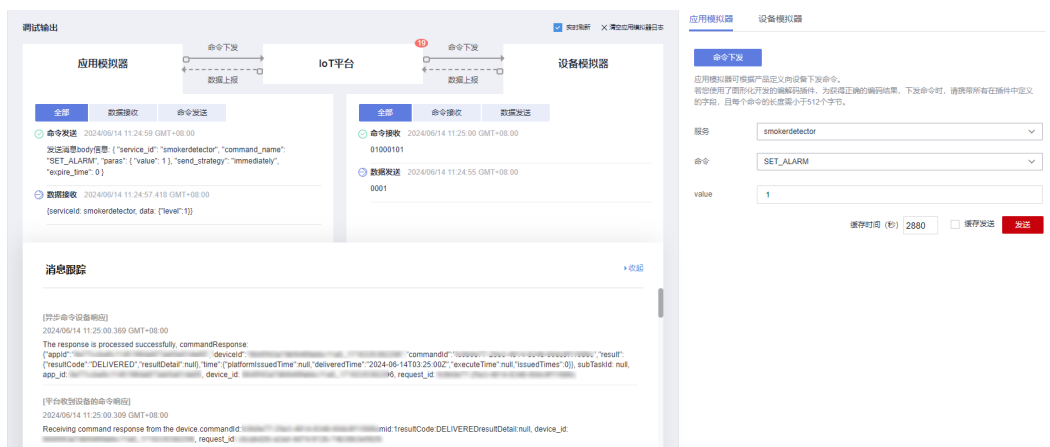 调试输出
实时刷新 清空应用模拟器日志
应用模拟器
命令下发
数据上报
IoT平台
19
命令下发
数据上报
设备模拟器
全部 数据接收 命令发送
命令发送 2024/06/14 11:24:59 GMT+08:00
发送消息body信息: { "service_id": "smokerdetector", "command_name":
"SET_ALARM", "paras": { "value": 1 }, "send_strategy": "immediately",
"expire_time": 0 }
数据接收 2024/06/14 11:24:57.418 GMT+08:00
{serviceId: smokerdetector, data: {"level":1}}
全部 命令接收 数据发送
命令接收 2024/06/14 11:25:00 GMT+08:00
01000101
数据发送 2024/06/14 11:24:55 GMT+08:00
0001
消息跟踪
收起
[异步命令设备响应]
2024/06/14 11:25:00.369 GMT+08:00
The response is processed successfully, commandResponse:
{"appId":" deviceId": "commandId": ,"result":
{"resultCode":"DELIVERED","resultDetail":null},"time":{"platformIssuedTime":null,"deliveredTime":"2024-06-14T03:25:00Z","executeTime":null,"issuedTimes":0}}, subTaskId: null,
app_id: , device_id: , request_id:
[平台收到设备的命令响应]
2024/06/14 11:25:00.309 GMT+08:00
Receiving command response from the device.commandId: mid:1resultCode:DELIVEREDresultDetail:null, device_id:
, request_id:
应用模拟器 设备模拟器
命令下发
应用模拟器可根据产品定义向设备下发命令。
若您使用了图形化开发的编解码插件，为获得正确的编码结果，下发命令时，请携带所有在插件中定义
的字段，且每个命令的长度需小于512个字节。
服务 smokerdetector
命令 SET_ALARM
value 1
缓存时间（秒） 2880 缓存发送 发送